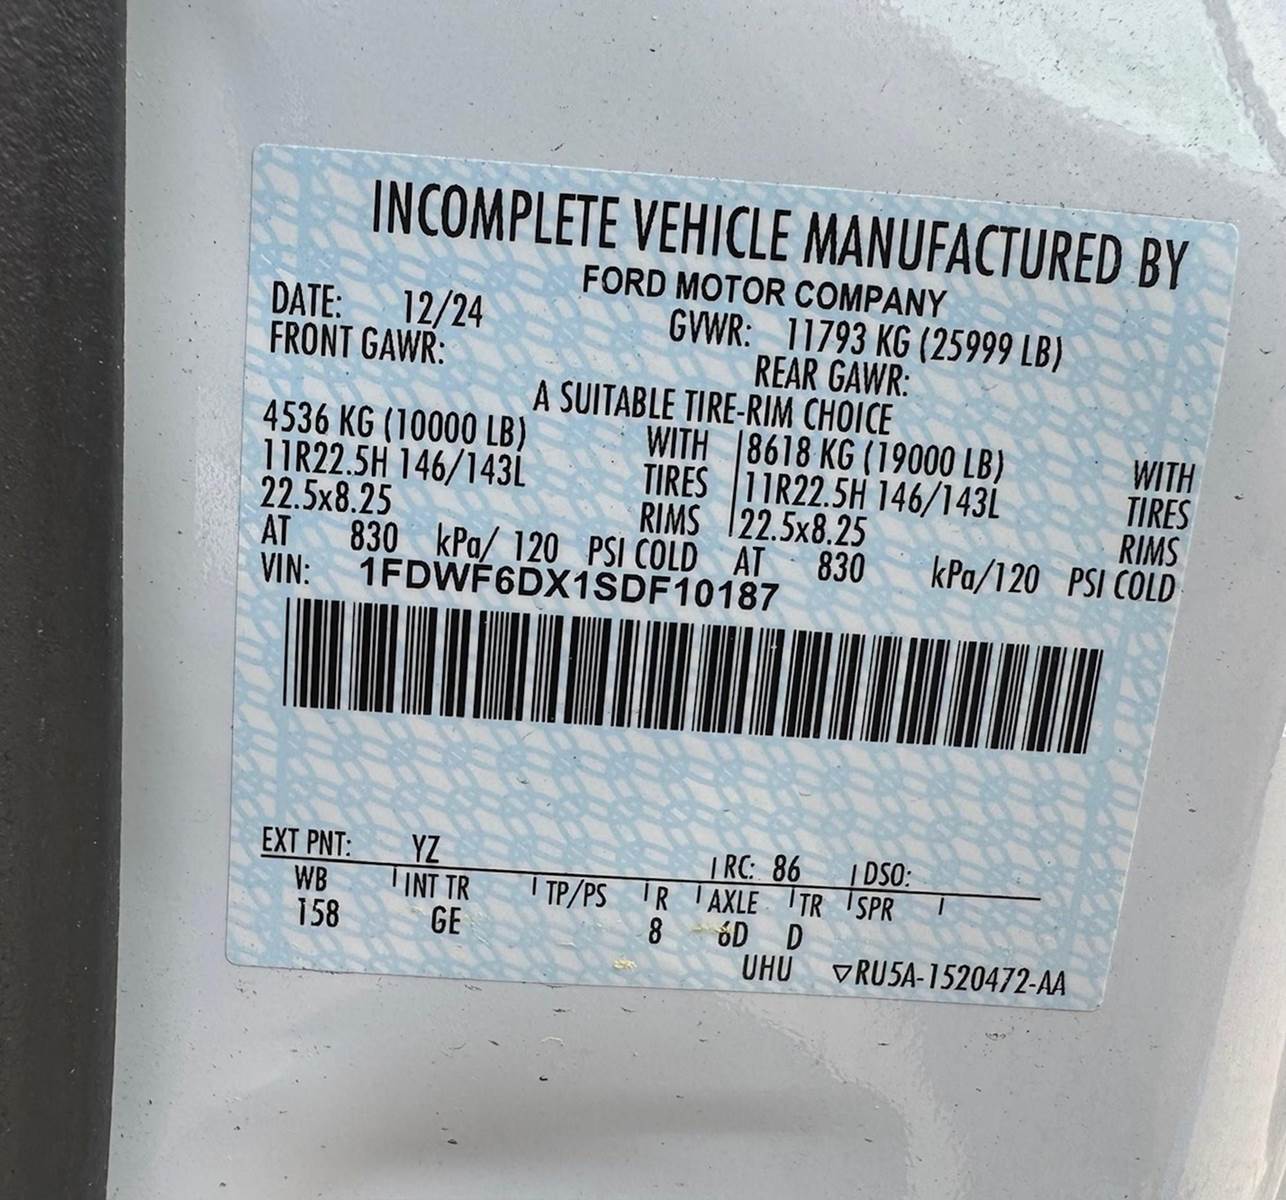 INCOMPLETE VEHICLE MANUFACTURED BY
FORD MOTOR COMPANY
DATE: 12/24 GVWR: 11793 KG (25999 LB)
FRONT GAWR: REAR GAWR:
A SUITABLE TIRE-RIM CHOICE
4536 KG (10000 LB) WITH 8618 KG (19000 LB) WITH
11R22.5H 146/143L TIRES 11R22.5H 146/143L TIRES
22.5x8.25 RIMS 22.5x8.25 RIMS
AT 830 kPa/ 120 PSI COLD AT 830 kPa/120 PSI COLD
VIN: 1FDWF6DX1SDF10187
EXT PNT: YZ RC: 86 DSO:
WB INT TR TP/PS R AXLE TR SPR
158 GE 8 6D D
UHU ▽RU5A-1520472-AA